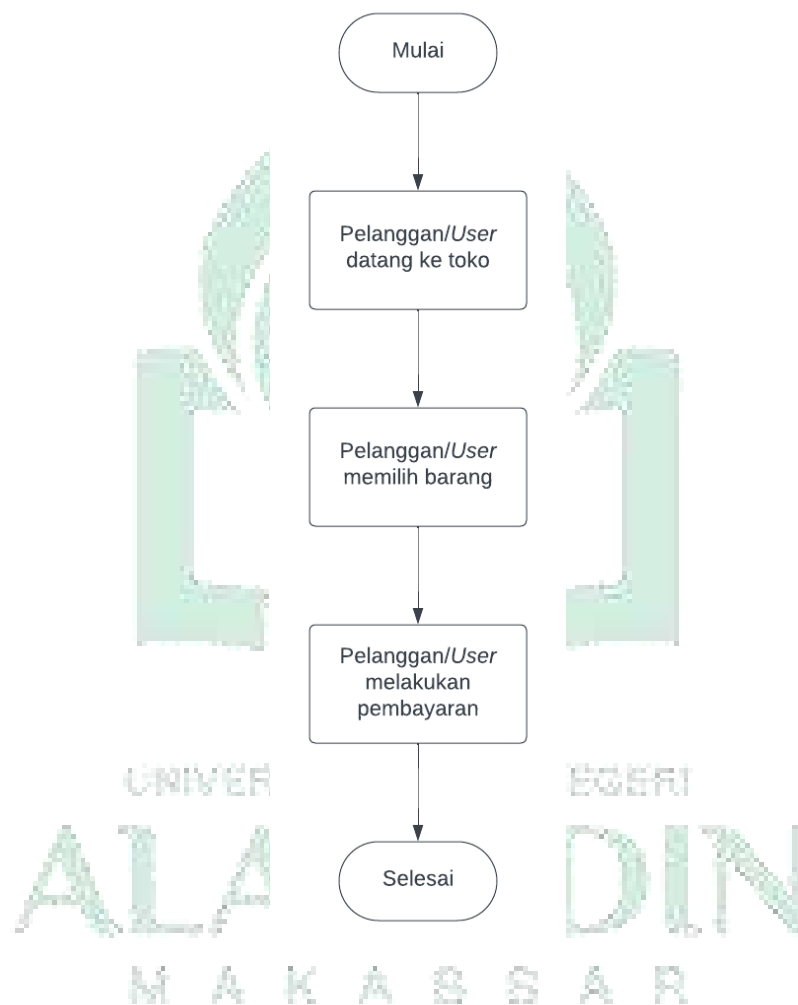 Mulai
Pelanggan/User
datang ke toko
Pelanggan/User
memilih barang
Pelanggan/User
melakukan
pembayaran
UNIVER EGERI
Selesai
ALA DIN
M A K A S S A R